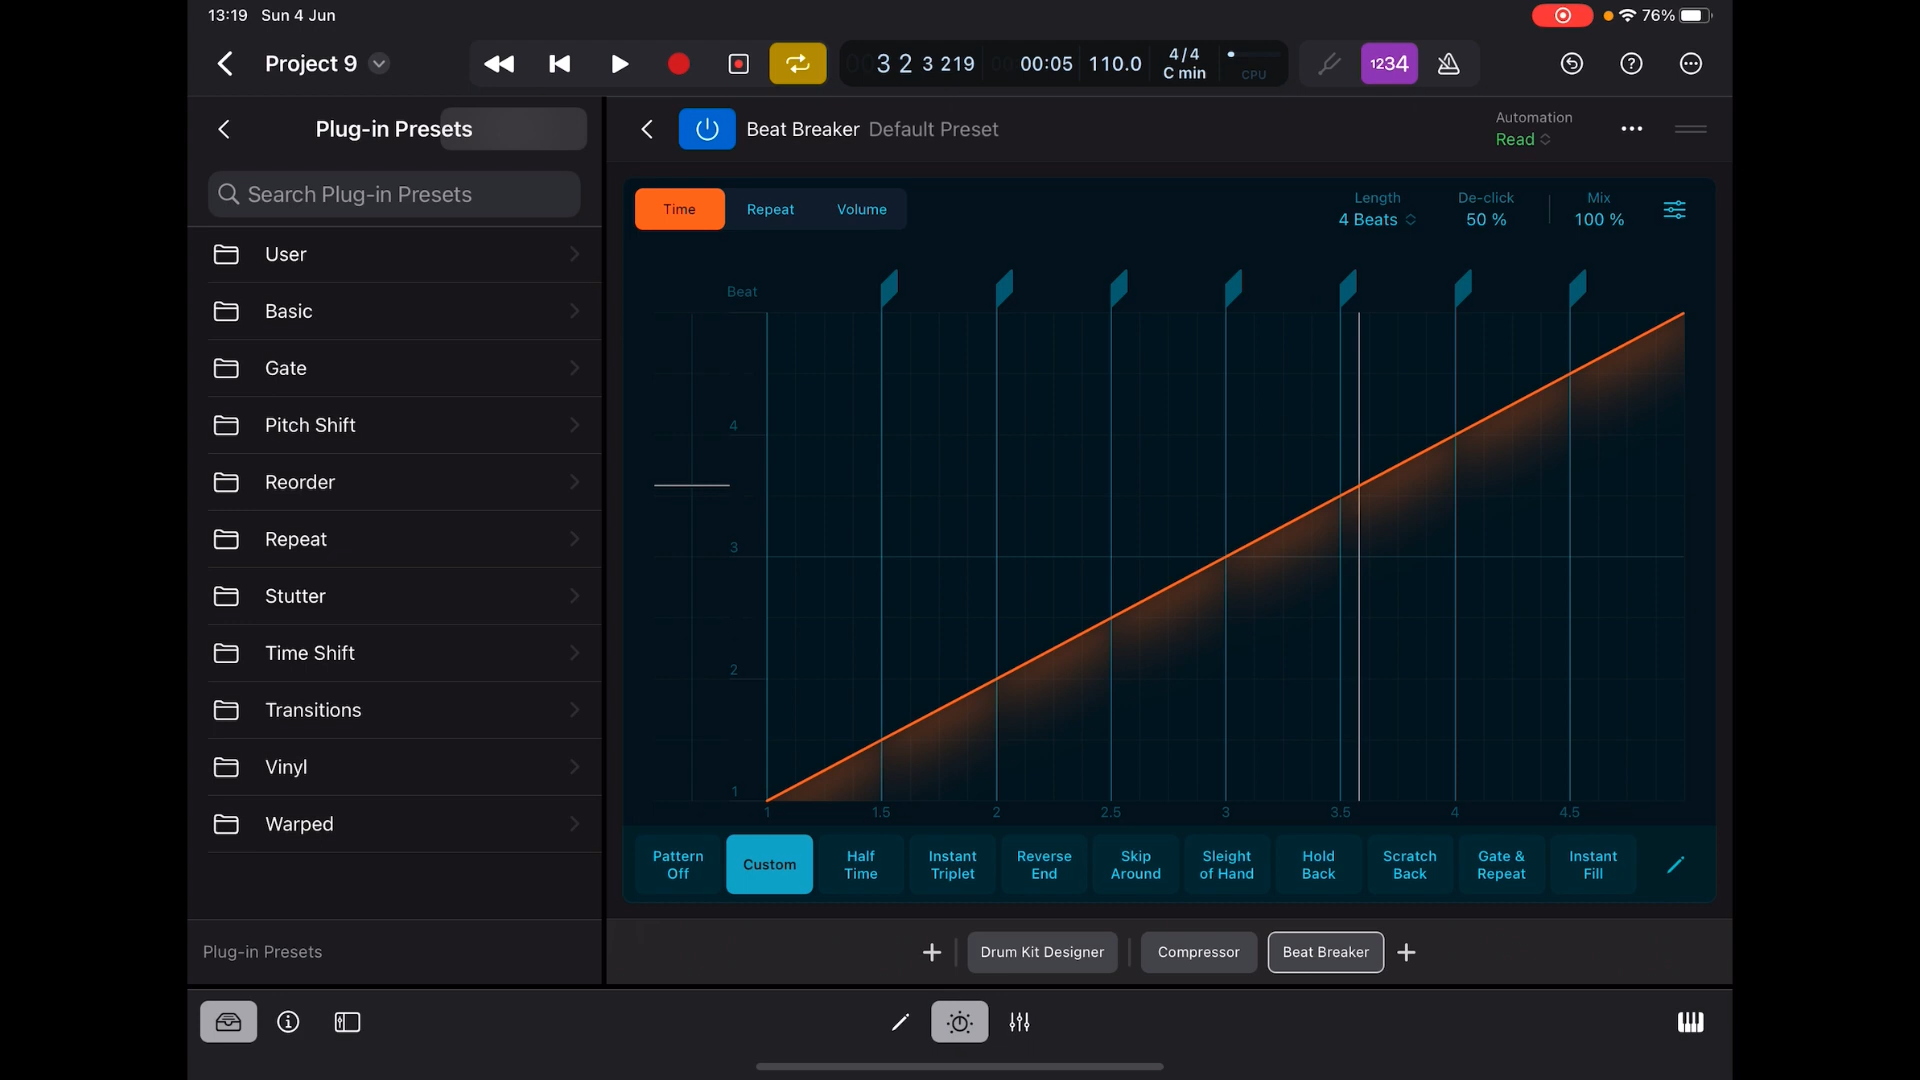 13:19 Sun 4 Jun
76%
Project 9
3 2 3 219
00:05
110.0
4/4
C min
CPU
1234
Plug-in Presets
Beat Breaker Default Preset
Automation
Read
Search Plug-in Presets
User
Basic
Gate
Pitch Shift
Reorder
Repeat
Stutter
Time Shift
Transitions
Vinyl
Warped
Plug-in Presets
Time Repeat Volume
Length
4 Beats
De-click
50 %
Mix
100 %
Beat
4
3
2
1
1 1.5 2 2.5 3 3.5 4 4.5
Pattern
Off
Custom
Half
Time
Instant
Triplet
Reverse
End
Skip
Around
Sleight
of Hand
Hold
Back
Scratch
Back
Gate &
Repeat
Instant
Fill
Drum Kit Designer Compressor Beat Breaker